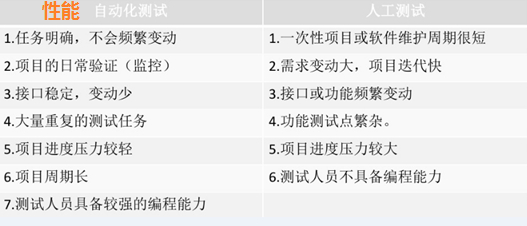 性能 自动化测试 人工测试
1.任务明确，不会频繁变动 1.一次性项目或软件维护周期很短
2.项目的日常验证（监控） 2.需求变动大，项目迭代快
3.接口稳定，变动少 3.接口或功能频繁变动
4.大量重复的测试任务 4.功能测试点繁杂。
5.项目进度压力较轻 5.项目进度压力较大
6.项目周期长 6.测试人员不具备编程能力
7.测试人员具备较强的编程能力